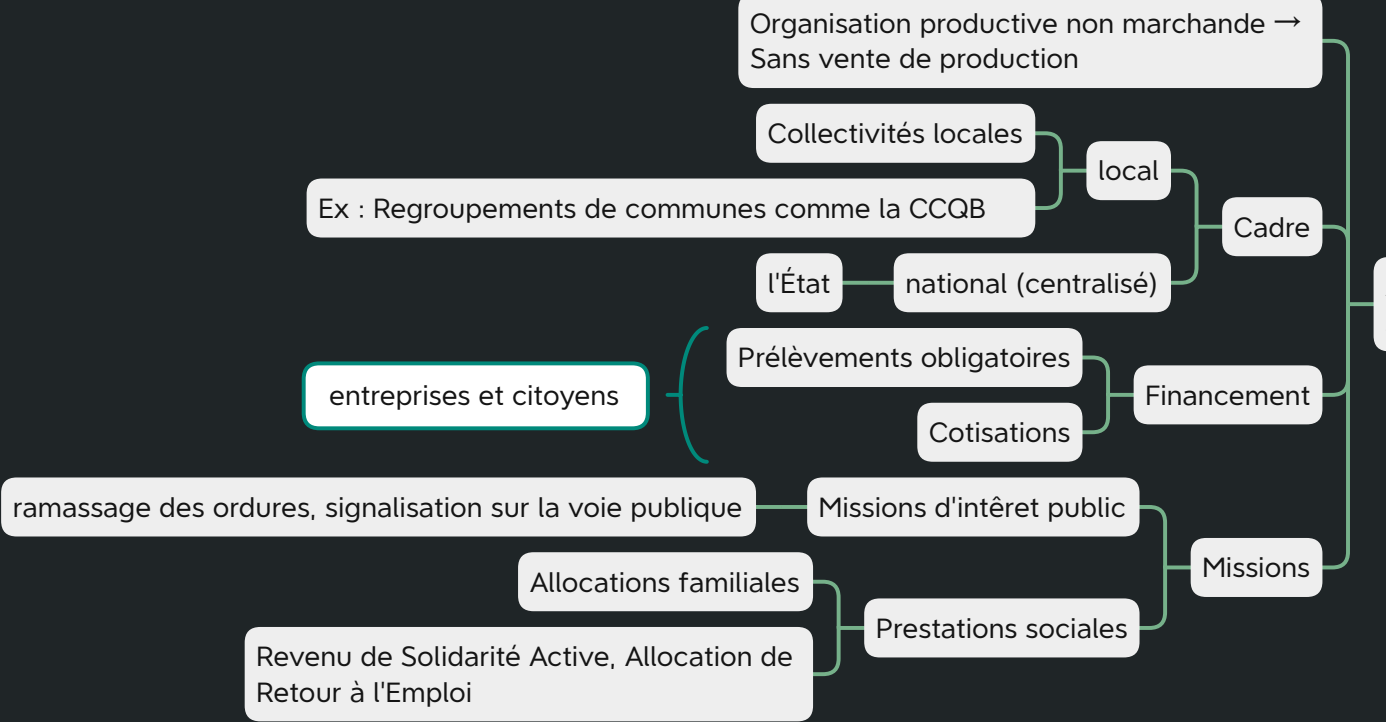 Organisation productive non marchande →
Sans vente de production
Collectivités locales
local
Ex : Regroupements de communes comme la CCQB
Cadre
l'État
national (centralisé)
Prélèvements obligatoires
entreprises et citoyens
Financement
Cotisations
ramassage des ordures, signalisation sur la voie publique
Missions d'intêret public
Missions
Allocations familiales
Prestations sociales
Revenu de Solidarité Active, Allocation de
Retour à l'Emploi